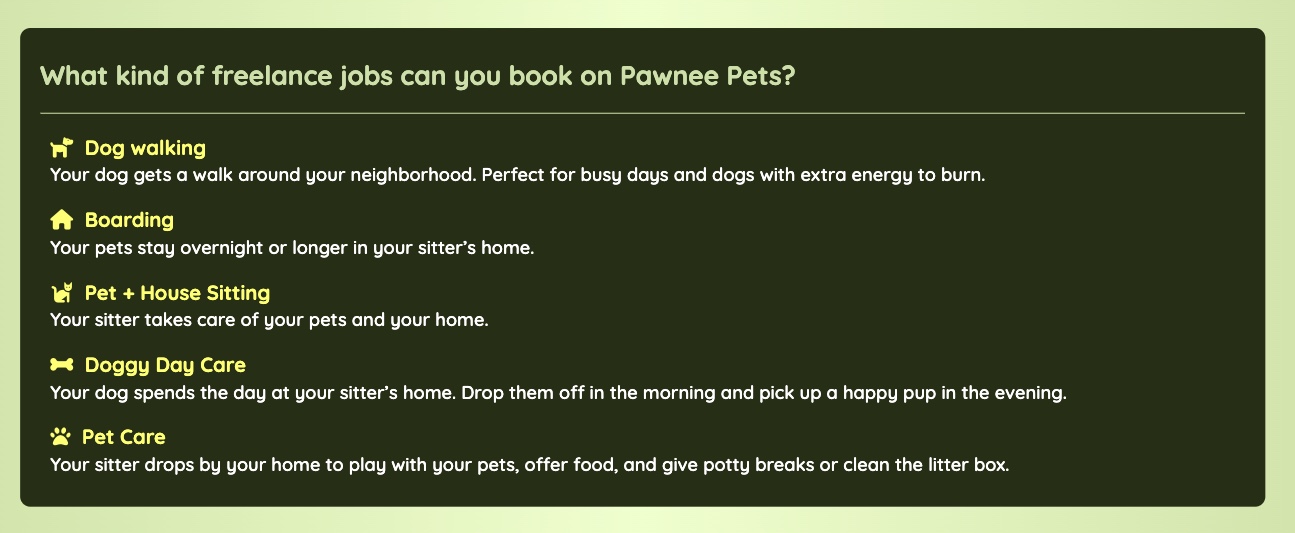 What kind of freelance jobs can you book on Pawnee Pets?
Dog walking
Your dog gets a walk around your neighborhood. Perfect for busy days and dogs with extra energy to burn.
Boarding
Your pets stay overnight or longer in your sitter’s home.
Pet + House Sitting
Your sitter takes care of your pets and your home.
Doggy Day Care
Your dog spends the day at your sitter’s home. Drop them off in the morning and pick up a happy pup in the evening.
Pet Care
Your sitter drops by your home to play with your pets, offer food, and give potty breaks or clean the litter box.